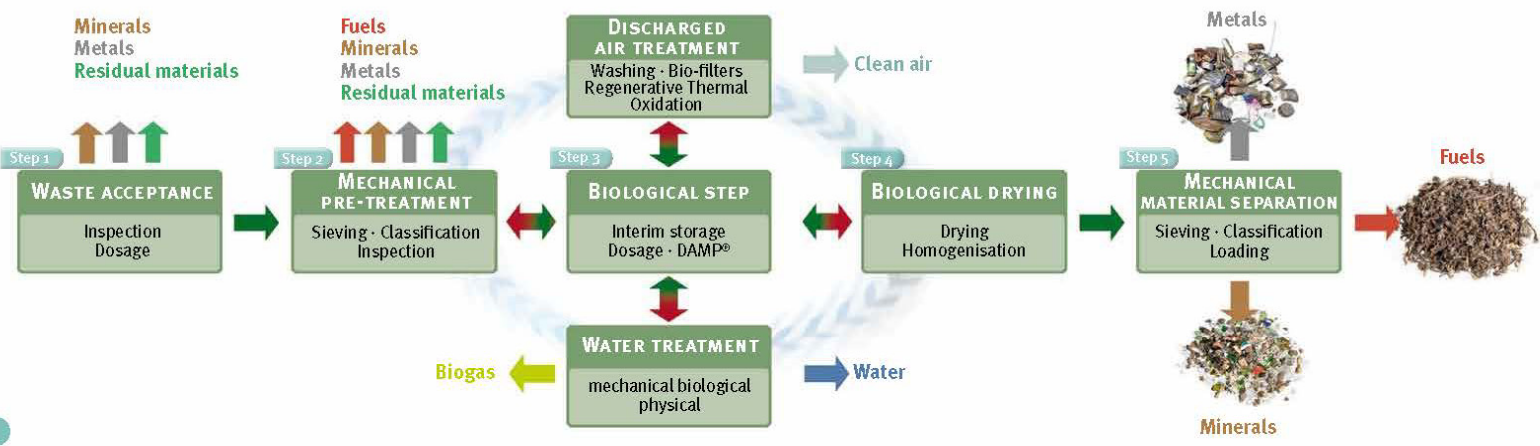 Minerals
Metals
Residual materials
Fuels
Minerals
Metals
Residual materials
DISCHARGED
AIR TREATMENT
Washing · Bio-filters
Regenerative Thermal
Oxidation
Clean air
Metals
Step 1
WASTE ACCEPTANCE
Inspection
Dosage
Step 2
MECHANICAL
PRE-TREATMENT
Sieving · Classification
Inspection
Step 3
BIOLOGICAL STEP
Interim storage
Dosage · DAMP®
Step 4
BIOLOGICAL DRYING
Drying
Homogenisation
Step 5
MECHANICAL
MATERIAL SEPARATION
Sieving · Classification
Loading
Fuels
Biogas
WATER TREATMENT
mechanical biological
physical
Water
Minerals